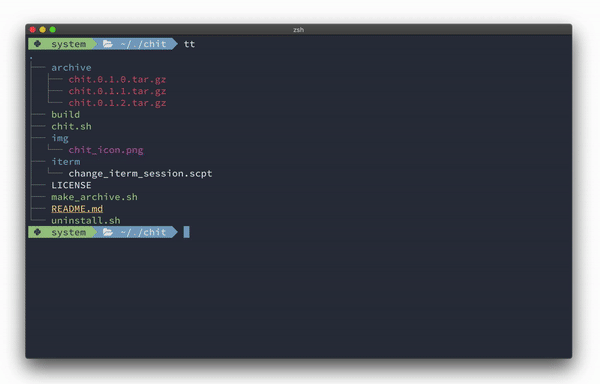 zsh
system ~/./chit tt
.
├── archive
│   ├── chit.0.1.0.tar.gz
│   ├── chit.0.1.1.tar.gz
│   └── chit.0.1.2.tar.gz
├── build
├── chit.sh
├── img
│   └── chit_icon.png
├── iterm
│   └── change_iterm_session.scpt
├── LICENSE
├── make_archive.sh
├── README.md
└── uninstall.sh
system ~/./chit